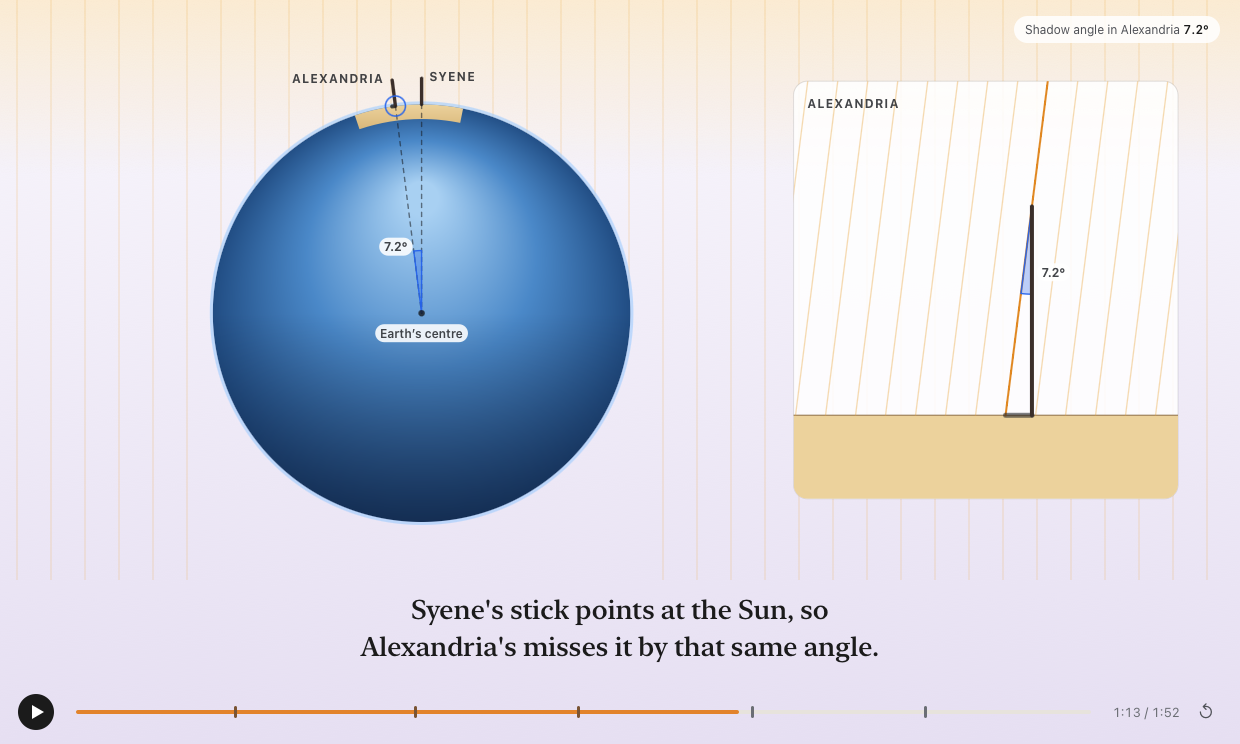 Shadow angle in Alexandria 7.2°
ALEXANDRIA
SYENE
ALEXANDRIA
7.2°
7.2°
Earth's centre
Syene's stick points at the Sun, so
Alexandria's misses it by that same angle.
1:13 / 1:52